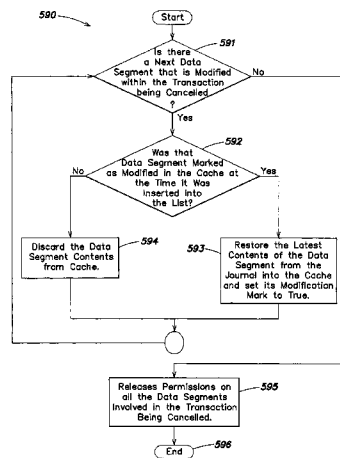 590
Start
591
Is there
a Next Data
Segment that is Modified
within the Transaction
being Cancelled
?
No
Yes
592
Was that
Data Segment Marked
as Modified in the Cache at
the Time It Was
Inserted into
the List?
No
Yes
594
Discard the Data
Segment Contents
from Cache.
593
Restore the Latest
Contents of the Data
Segment from the
Journal into the Cache
and set its Modification
Mark to True.
595
Releases Permissions on
all the Data Segments
Involved in the Transaction
Being Cancelled.
End
596